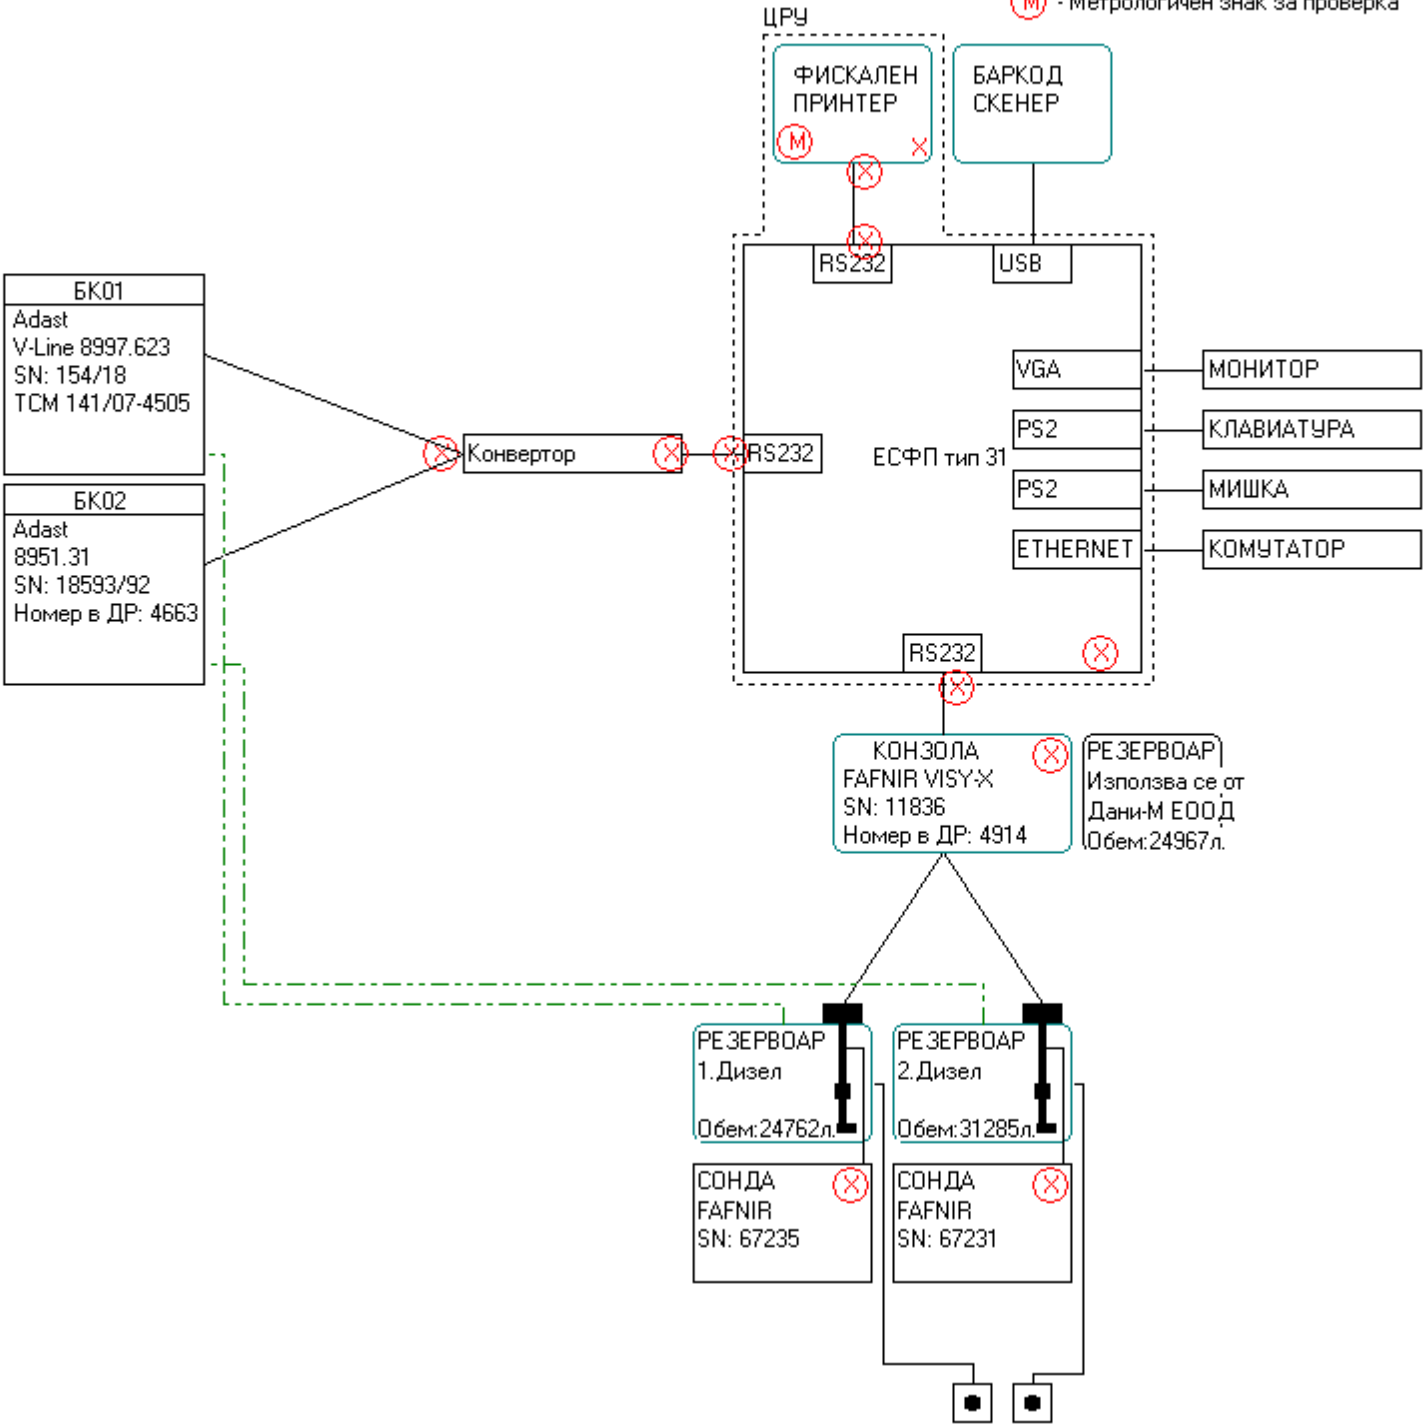 М - Метрологичен знак за проверка
ЦРУ
ФИСКАЛЕН
ПРИНТЕР
М
БАРКОД
СКЕНЕР
RS232
USB
БК01
Adast
V-Line 8997.623
SN: 154/18
ТСМ 141/07-4505
БК02
Adast
8951.31
SN: 18593/92
Номер в ДР: 4663
Конвертор
RS232
ЕСФП тип 31
VGA
МОНИТОР
PS2
КЛАВИАТУРА
PS2
МИШКА
ETHERNET
КОМУТАТОР
RS232
КОНЗОЛА
FAFNIR VISY-X
SN: 11836
Номер в ДР: 4914
РЕЗЕРВОАР
Използва се от
Дани-М ЕООД
Обем:24967л.
РЕЗЕРВОАР
1.Дизел
Обем:24762л.
РЕЗЕРВОАР
2.Дизел
Обем:31285л.
СОНДА
FAFNIR
SN: 67235
СОНДА
FAFNIR
SN: 67231